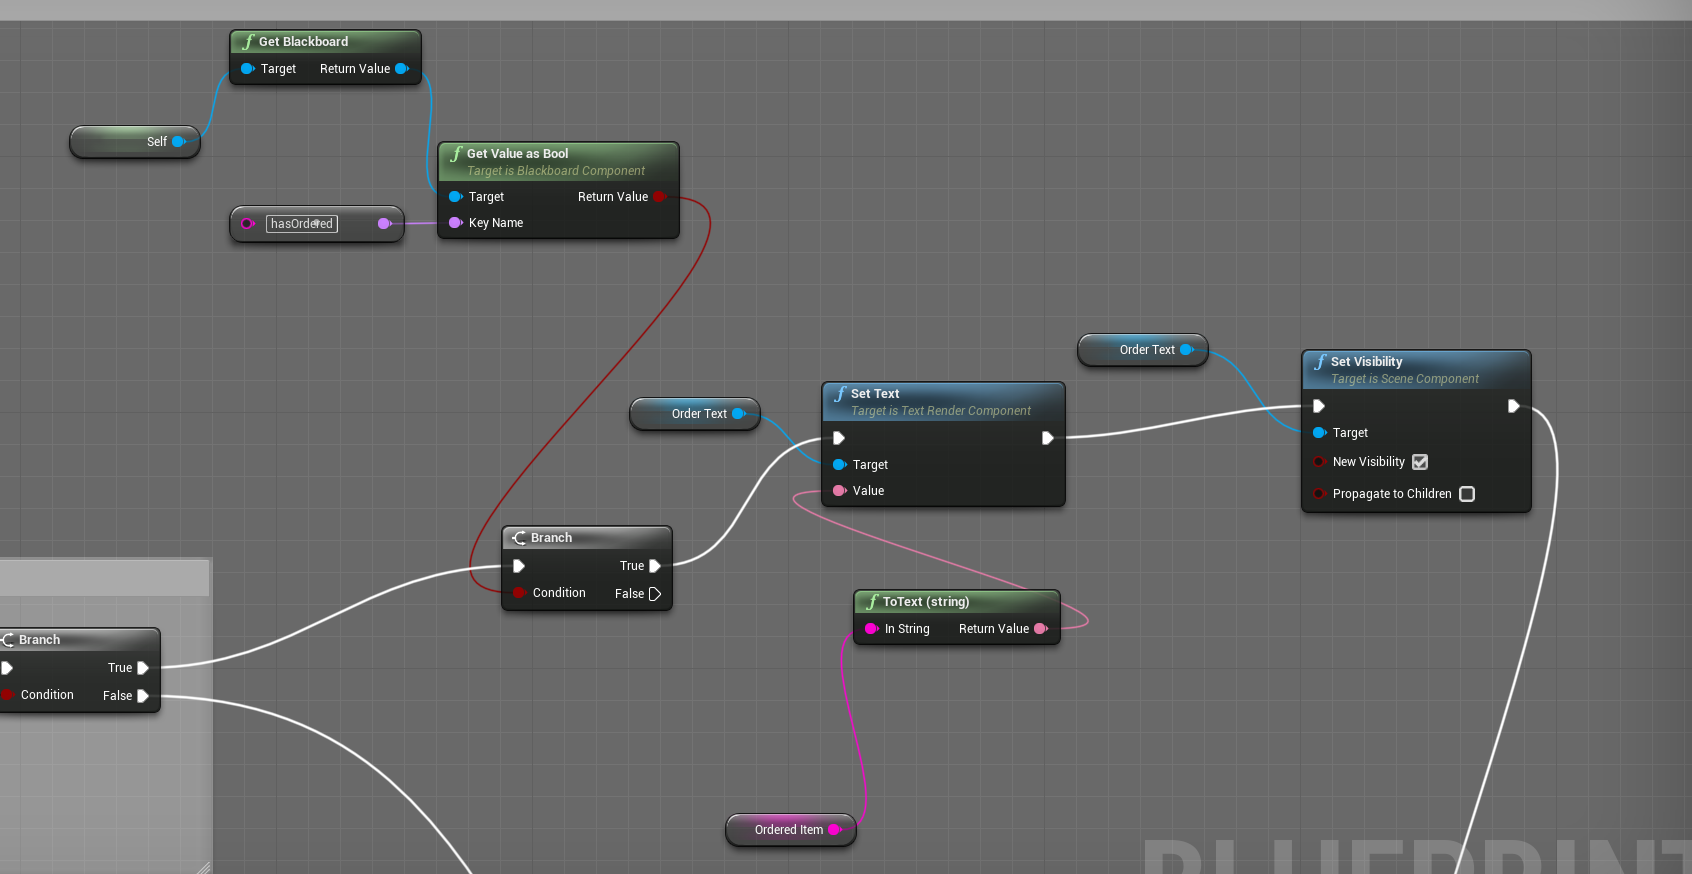 Get Blackboard
Target Return Value
Self
Get Value as Bool
Target is Blackboard Component
Target Return Value
Key Name
hasOrdered
Order Text
Set Visibility
Target is Scene Component
Target
New Visibility
Propagate to Children
Order Text
Set Text
Target is Text Render Component
Target
Value
Branch
True
Condition False
ToText (string)
In String Return Value
Branch
True
Condition False
Ordered Item
BLUEPRINT